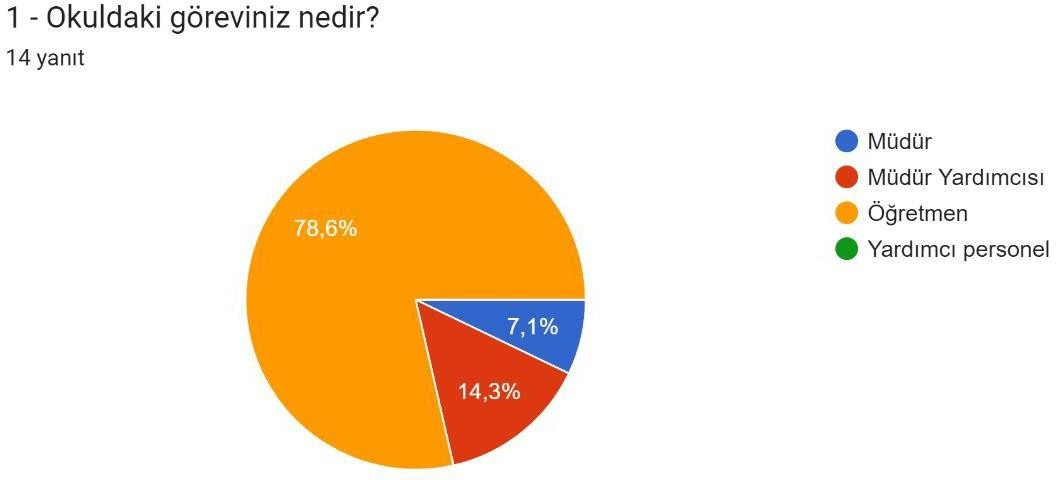 1 - Okuldaki göreviniz nedir?
14 yanıt
Müdür
Müdür Yardımcısı
Öğretmen
Yardımcı personel
78,6%
7,1%
14,3%